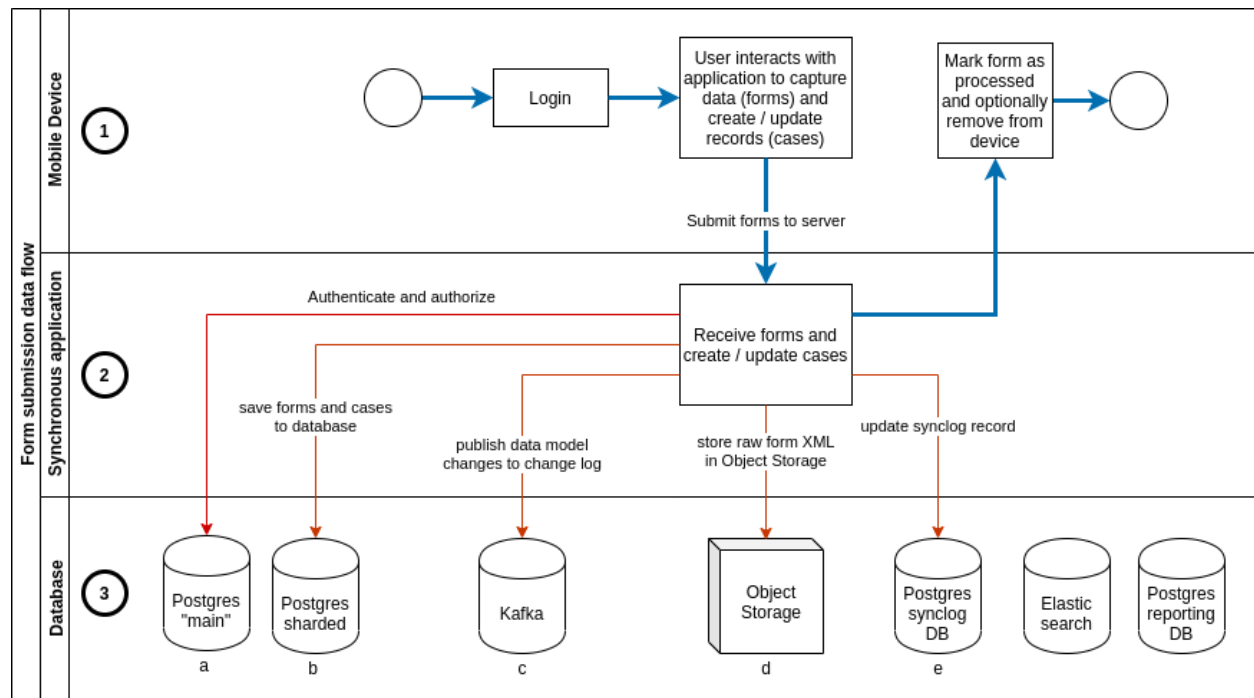 Form submission data flow
Mobile Device
1
Login
User interacts with
application to capture
data (forms) and
create / update
records (cases)
Mark form as
processed
and optionally
remove from
device
Submit forms to server
Synchronous application
2
Authenticate and authorize
Receive forms and
create / update cases
save forms and cases
to database
publish data model
changes to change log
store raw form XML
in Object Storage
update synclog record
Database
3
Postgres
"main"
a
Postgres
sharded
b
Kafka
c
Object
Storage
d
Postgres
synclog
DB
e
Elastic
search
Postgres
reporting
DB